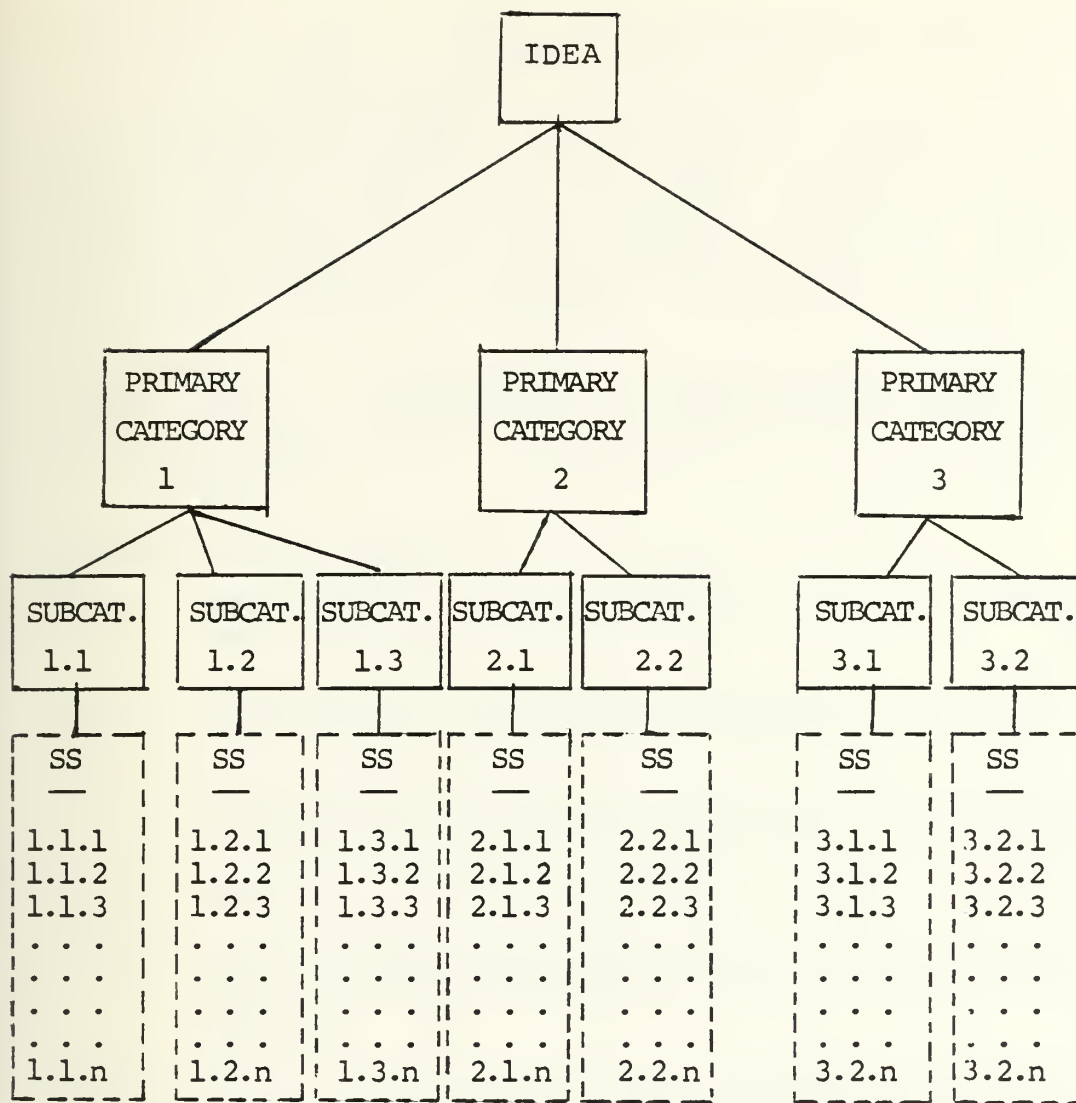 IDEA
PRIMARY PRIMARY PRIMARY
CATEGORY CATEGORY CATEGORY
1 2 3
SUBCAT. SUBCAT. SUBCAT. SUBCAT. SUBCAT. SUBCAT. SUBCAT.
1.1 1.2 1.3 2.1 2.2 3.1 3.2
SS SS SS SS SS SS SS
1.1.1 1.2.1 1.3.1 2.1.1 2.2.1 3.1.1 3.2.1
1.1.2 1.2.2 1.3.2 2.1.2 2.2.2 3.1.2 3.2.2
1.1.3 1.2.3 1.3.3 2.1.3 2.2.3 3.1.3 3.2.3
. . . . . . . . . . . . . . . . . . . . .
. . . . . . . . . . . . . . . . . . . . .
. . . . . . . . . . . . . . . . . . . . .
. . . . . . . . . . . . . . . . . . . . .
1.1.n 1.2.n 1.3.n 2.1.n 2.2.n 3.2.n 3.2.n